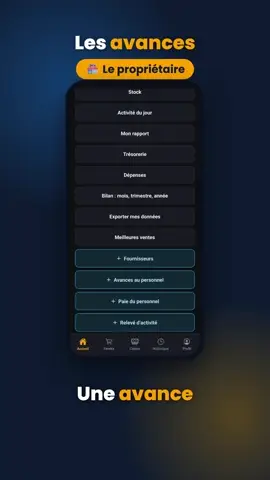 Les avances
Le propriétaire
Stock
Activité du jour
Mon rapport
Trésorerie
Dépenses
Bilan : mois, trimestre, année
Exporter mes données
Meilleures ventes
+ Fournisseurs
+ Avances au personnel
+ Paie du personnel
+ Relevé d'activité
Accueil
Ventes
Historique
Profil
Une avance